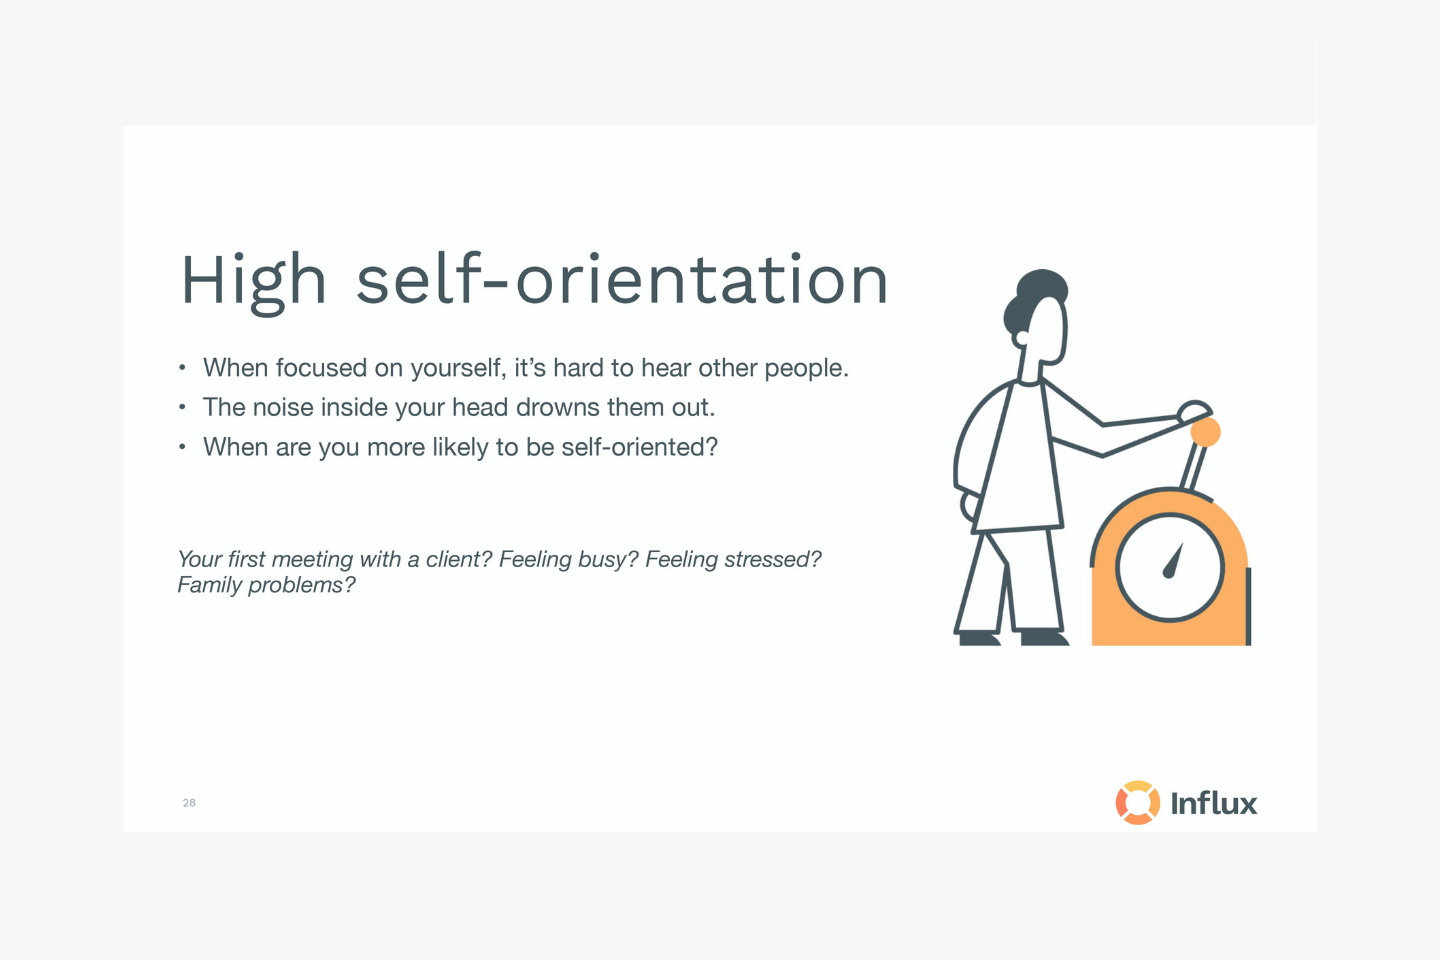 High self-orientation
• When focused on yourself, it’s hard to hear other people.
• The noise inside your head drowns them out.
• When are you more likely to be self-oriented?
Your first meeting with a client? Feeling busy? Feeling stressed?
Family problems?
28
Influx